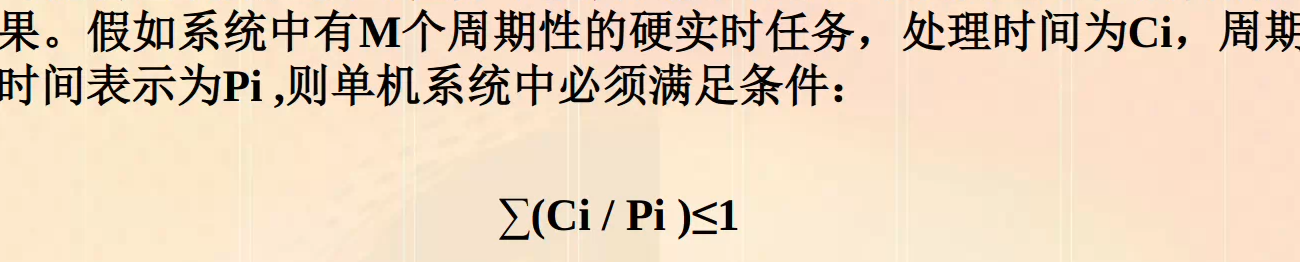 果。假如系统中有M个周期性的硬实时任务，处理时间为Ci，周期
时间表示为Pi ,则单机系统中必须满足条件：
∑(Ci / Pi )≤1